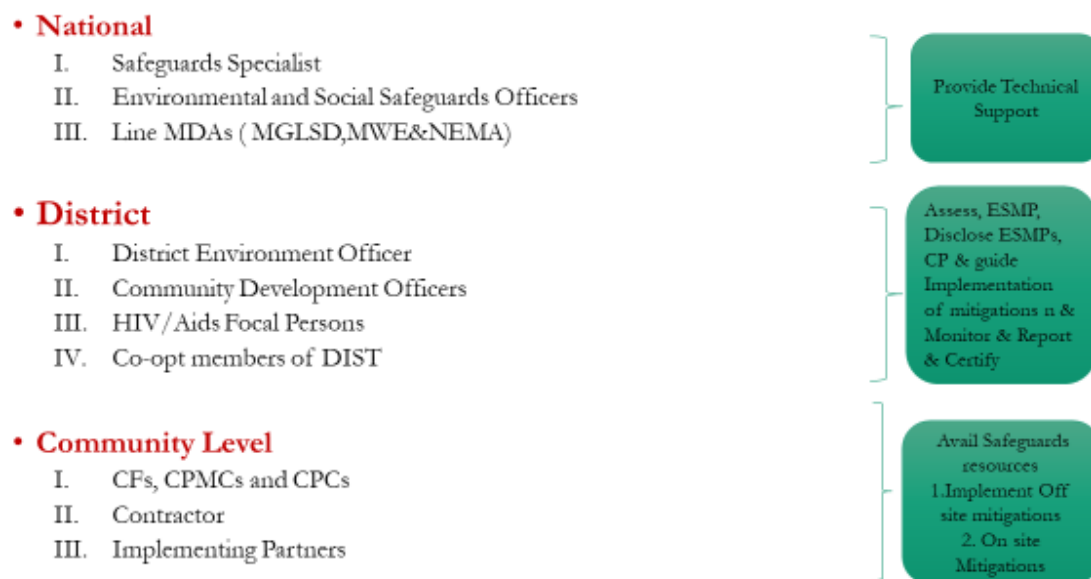 • National
I. Safeguards Specialist
II. Environmental and Social Safeguards Officers
III. Line MDAs ( MGLSD,MWE&NEMA)
Provide Technical
Support
• District
I. District Environment Officer
II. Community Development Officers
III. HIV/Aids Focal Persons
IV. Co-opt members of DIST
Assess, ESMP,
Disclose ESMPs,
CP & guide
Implementation
of mitigations n &
Monitor & Report
& Certify
• Community Level
I. CFs, CPMCs and CPCs
II. Contractor
III. Implementing Partners
Avail Safeguards
resources
1.Implement Off
site mitigations
2. On site
Mitigations